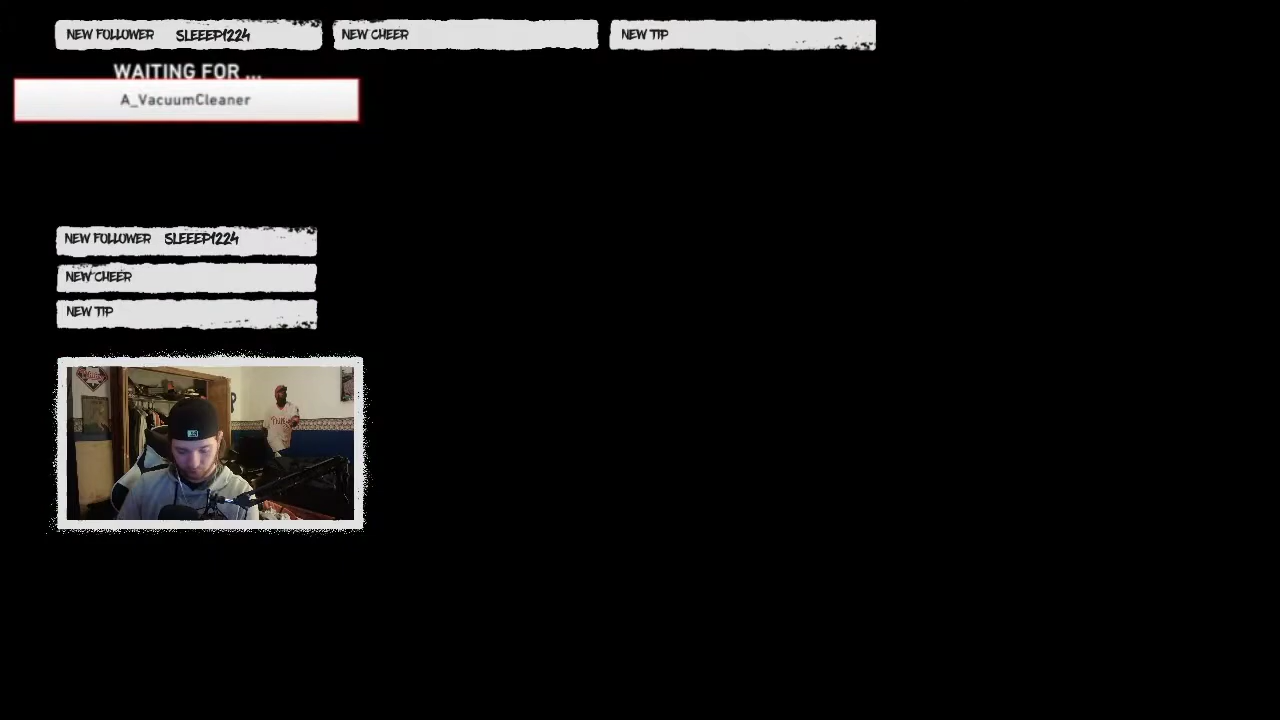 NEW FOLLOWER SLEEEP1224
NEW CHEER
NEW TIP
WAITING FOR ...
A_VacuumCleaner
NEW FOLLOWER SLEEEP1224
NEW CHEER
NEW TIP